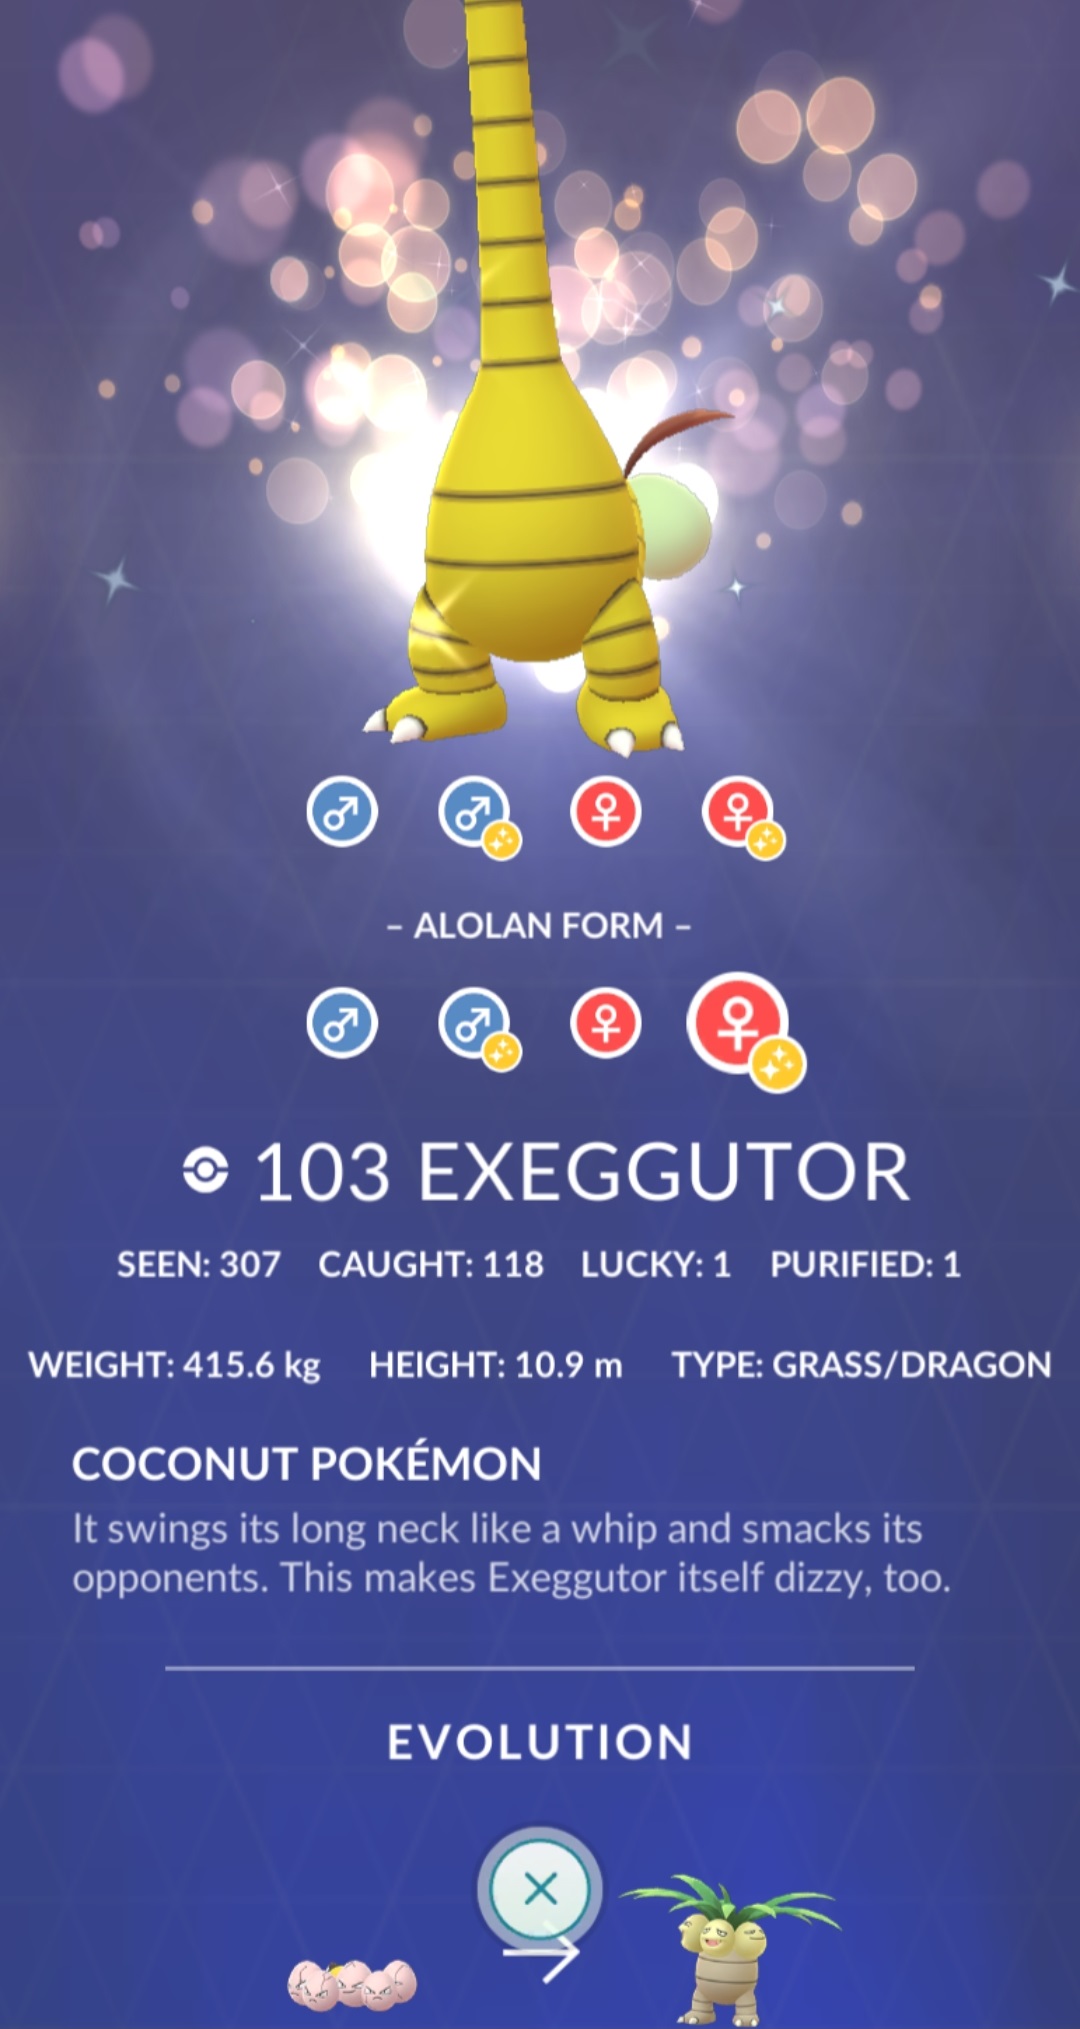 – ALOLAN FORM –
103 EXEGGUTOR
SEEN: 307 CAUGHT: 118 LUCKY: 1 PURIFIED: 1
WEIGHT: 415.6 kg HEIGHT: 10.9 m TYPE: GRASS/DRAGON
COCONUT POKÉMON
It swings its long neck like a whip and smacks its
opponents. This makes Exeggutor itself dizzy, too.
EVOLUTION